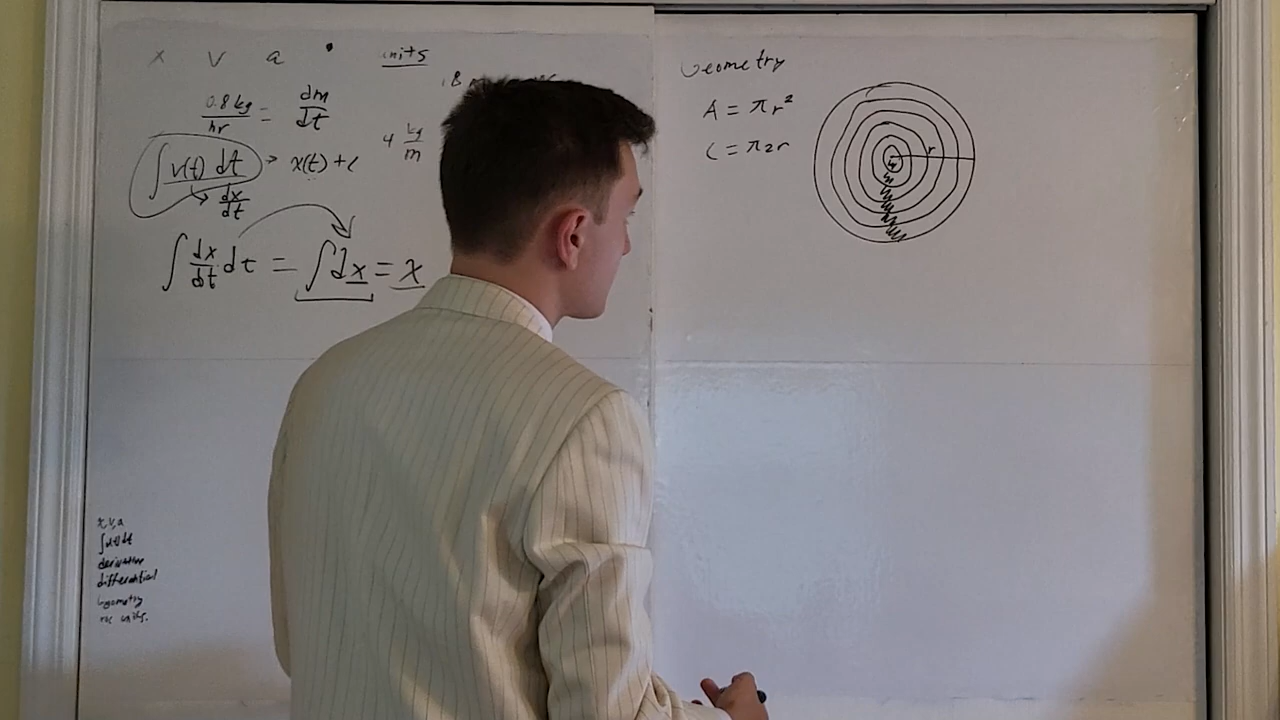 x v a • units
0.8 kg/hr = dm/dt
4 kg/m
∫ v(t) dt → x(t) + c
dx/dt
∫ dx/dt dt = ∫ dx = x
x, v, a
∫ v(t) dt
derivative
differential
geometry
units.
Geometry
A = πr²
C = π2r
r